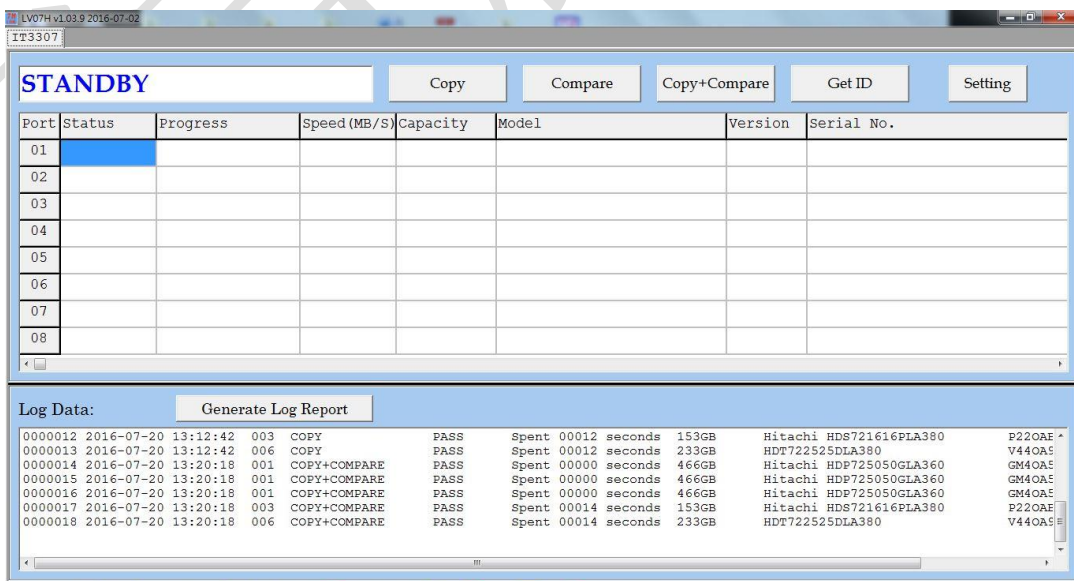 LV07H v1.03.9 2016-07-02
IT3307
STANDBY Copy Compare Copy+Compare Get ID Setting
Port Status Progress Speed(MB/S) Capacity Model Version Serial No.
01
02
03
04
05
06
07
08
Log Data: Generate Log Report
0000012 2016-07-20 13:12:42 003 COPY PASS Spent 00012 seconds 153GB Hitachi HDS721616PLA380 P22OAE
0000013 2016-07-20 13:12:42 006 COPY PASS Spent 00012 seconds 233GB HDT722525DLA380 V44OA9
0000014 2016-07-20 13:20:18 001 COPY+COMPARE PASS Spent 00000 seconds 466GB Hitachi HDP725050GLA360 GM4OA5
0000015 2016-07-20 13:20:18 001 COPY+COMPARE PASS Spent 00000 seconds 466GB Hitachi HDP725050GLA360 GM4OA5
0000016 2016-07-20 13:20:18 001 COPY+COMPARE PASS Spent 00000 seconds 466GB Hitachi HDP725050GLA360 GM4OA5
0000017 2016-07-20 13:20:18 003 COPY+COMPARE PASS Spent 00014 seconds 153GB Hitachi HDS721616PLA380 P22OAE
0000018 2016-07-20 13:20:18 006 COPY+COMPARE PASS Spent 00014 seconds 233GB HDT722525DLA380 V44OA9